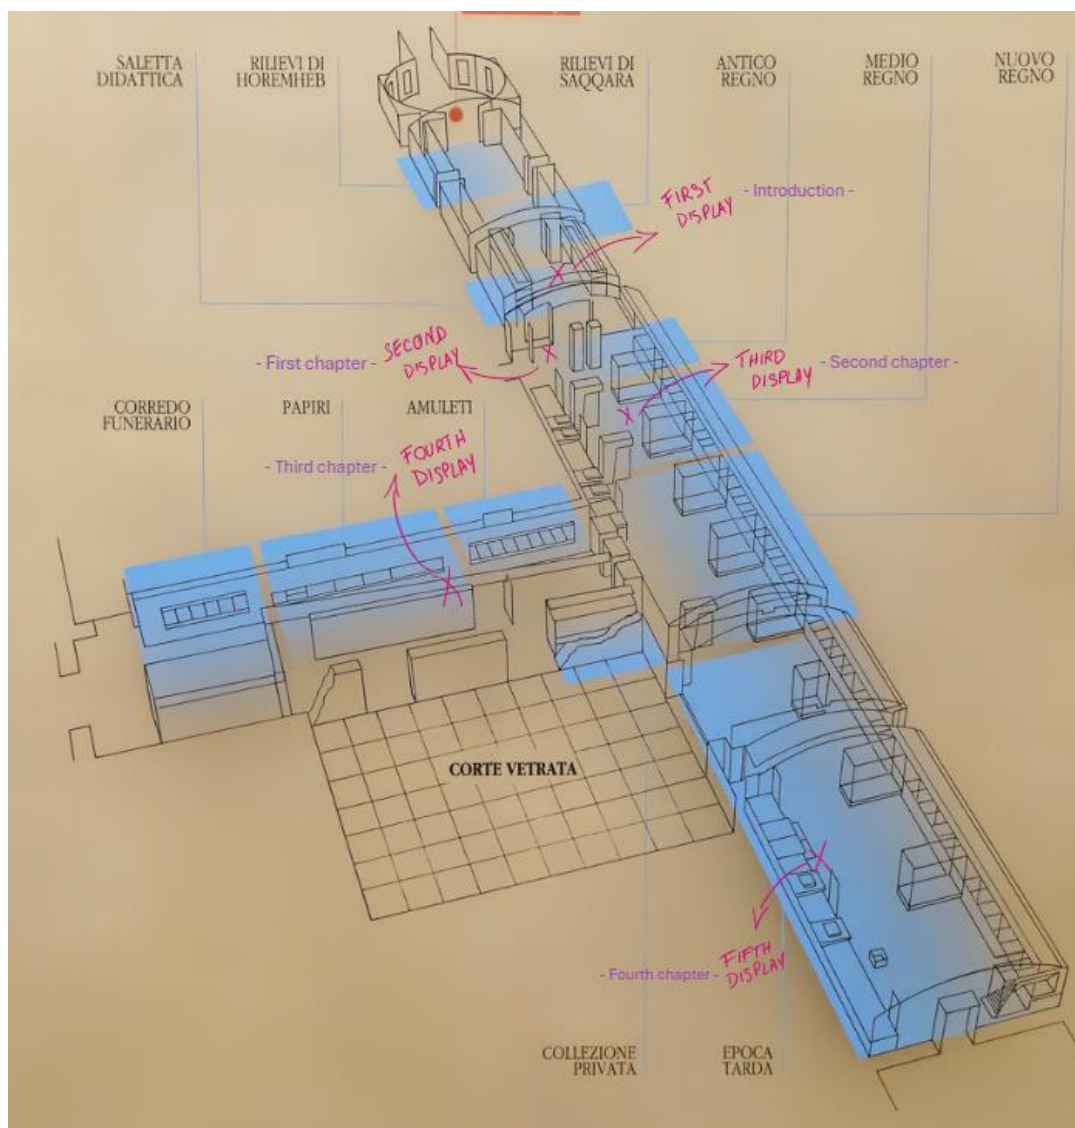 SALETTA
DIDATTICA
RILIEVI DI
HOREMHEB
RILIEVI DI
SAQQARA
ANTICO
REGNO
MEDIO
REGNO
NUOVO
REGNO
FIRST
DISPLAY
- Introduction -
- First chapter -
SECOND
DISPLAY
THIRD
DISPLAY
- Second chapter -
CORREDO
FUNERARIO
PAPIRI
AMULETI
- Third chapter -
FOURTH
DISPLAY
CORTE VETRATA
- Fourth chapter -
FIFTH
DISPLAY
COLLEZIONE
PRIVATA
EPOCA
TARDA